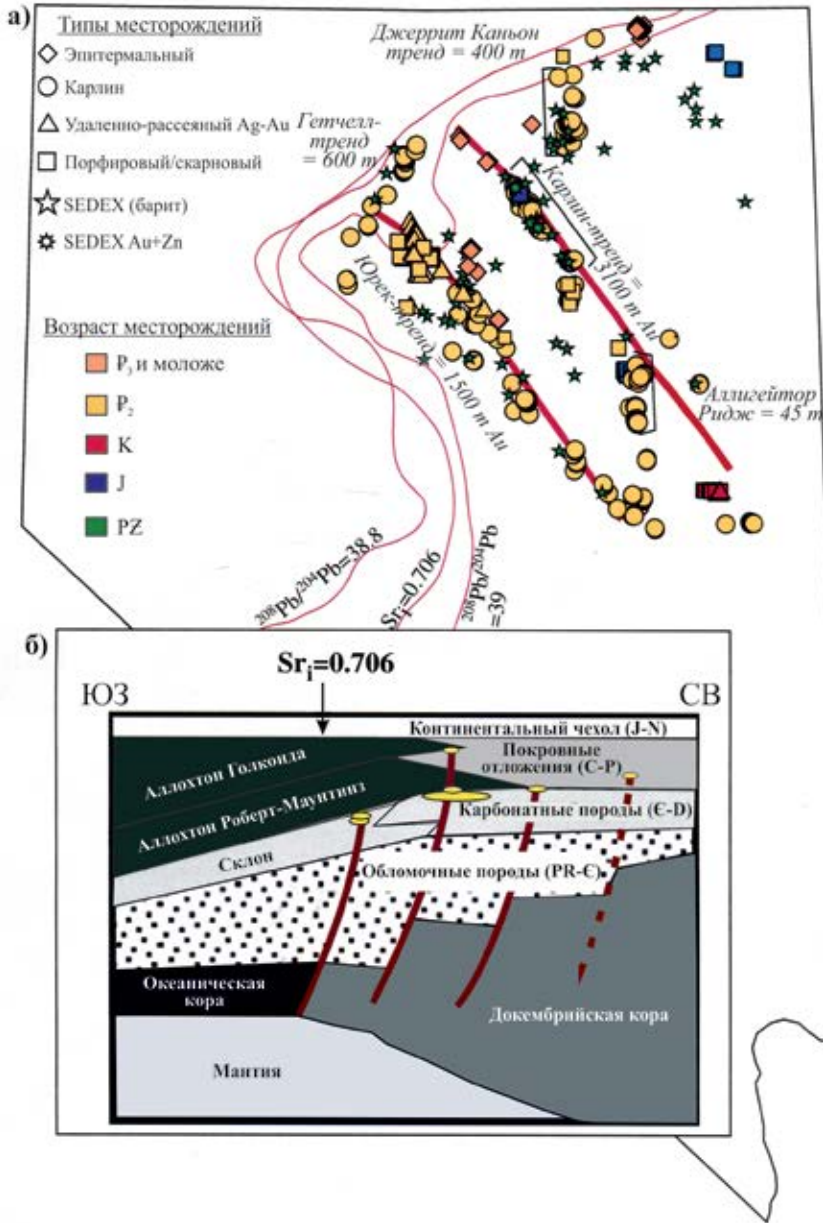 а)
Типы месторождений
Эпитермальный
Карлин
Удаленно-рассеяный Ag-Au
Порфировый/скарновый
SEDEX (барит)
SEDEX Au+Zn
Возраст месторождений
P₃ и моложе
P₂
K
J
PZ
Джеррит Каньон
тренд = 400 т
Гетчелл-
тренд
= 600 т
Карлин-тренд =
3100 т Au
Юрек-тренд = 1500 т Au
Аллигейтор
Ридж = 45 т
²⁰⁸Pb/²⁰⁴Pb=38.8
Sri=0.706
²⁰⁸Pb/²⁰⁴Pb
=39
б)
Sri=0.706
ЮЗ
СВ
Континентальный чехол (J-N)
Покровные
отложения (C-P)
Аллохтон Голконда
Аллохтон Роберт-Маунтинз
Карбонатные породы (Є-D)
Склон
Обломочные породы (PR-Є)
Океаническая
кора
Докембрийская кора
Мантия